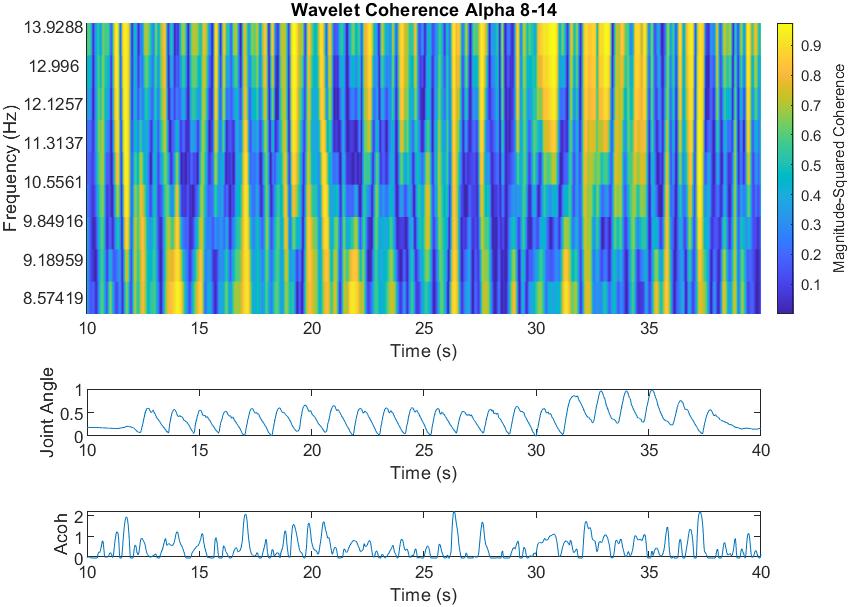 Wavelet Coherence Alpha 8-14
13.9288
12.996
12.1257
11.3137
10.5561
9.84916
9.18959
8.57419
Frequency (Hz)
10 15 20 25 30 35
Time (s)
0.9
0.8
0.7
0.6
0.5
0.4
0.3
0.2
0.1
Magnitude-Squared Coherence
Joint Angle
1
0.5
0
10 15 20 25 30 35 40
Time (s)
Acoh
2
1
0
10 15 20 25 30 35 40
Time (s)